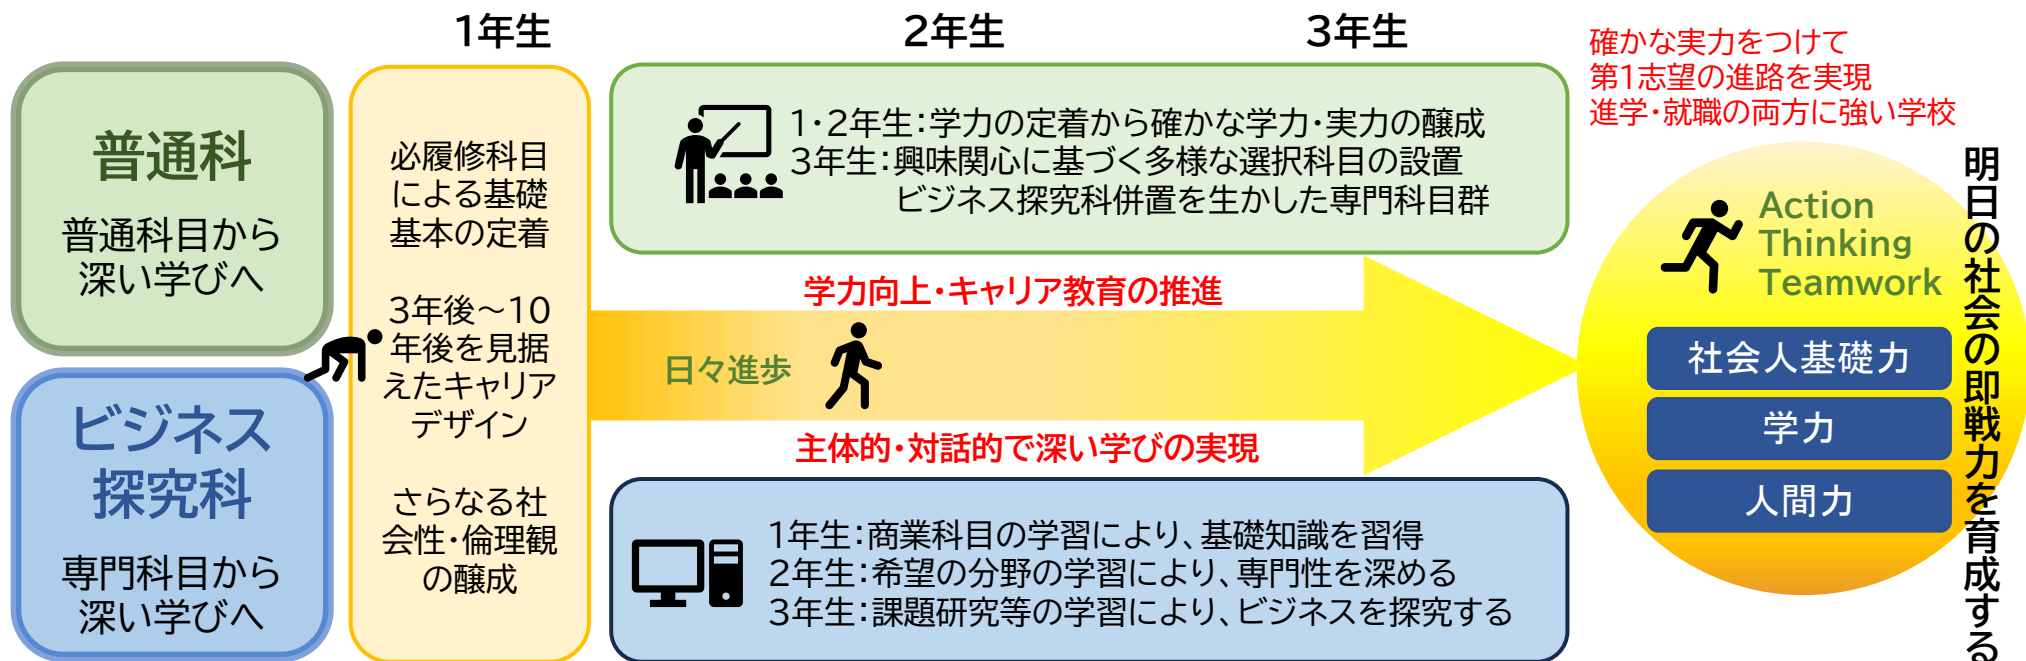 1年生
2年生
3年生
普通科
普通科目から
深い学びへ
ビジネス
探究科
専門科目から
深い学びへ
必履修科目
による基礎
基本の定着
3年後～10
年後を見据
えたキャリア
デザイン
さらなる社
会性・倫理観
の醸成
1・2年生：学力の定着から確かな学力・実力の醸成
3年生：興味関心に基づく多様な選択科目の設置
ビジネス探究科併置を生かした専門科目群
学力向上・キャリア教育の推進
日々進歩
主体的・対話的で深い学びの実現
1年生：商業科目の学習により、基礎知識を習得
2年生：希望の分野の学習により、専門性を深める
3年生：課題研究等の学習により、ビジネスを探究する
確かな実力をつけて
第1志望の進路を実現
進学・就職の両方に強い学校
Action
Thinking
Teamwork
社会人基礎力
学力
人間力
明日の社会の即戦力を育成する